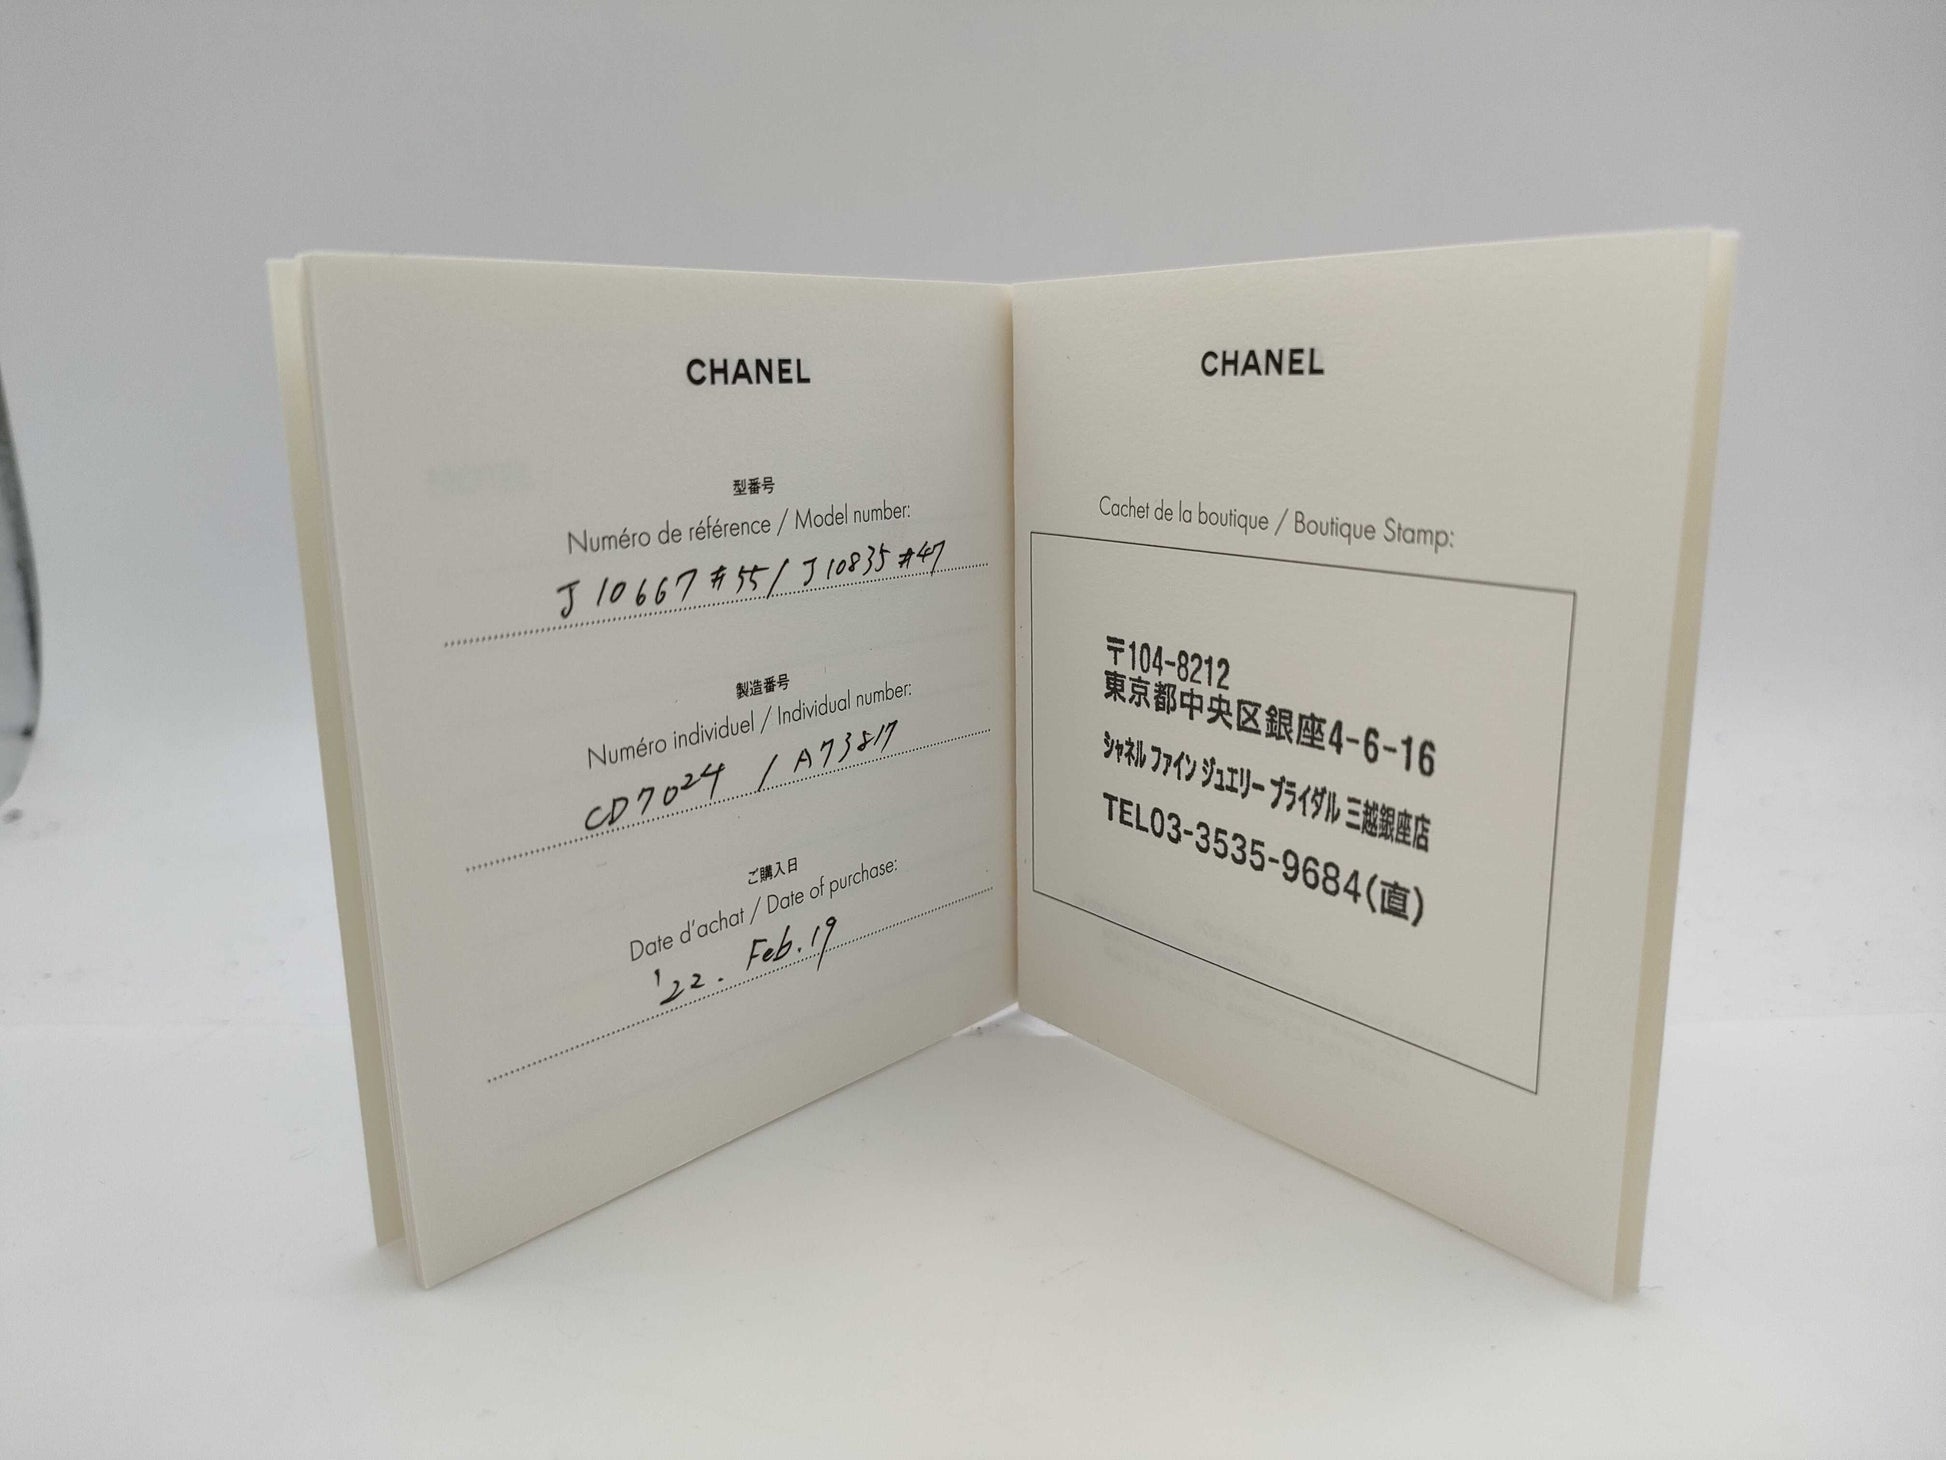 CHANEL
型番号
Numéro de référence / Model number:
J10667#55/J10835#47
製造番号
Numéro individuel / Individual number:
CD7024 / A73817
ご購入日
Date d'achat / Date of purchase:
'22. Feb. 19
CHANEL
Cachet de la boutique / Boutique Stamp:
〒104-8212
東京都中央区銀座4-6-16
シャネル ファイン ジュエリー ブライダル 三越銀座店
TEL03-3535-9684(直)